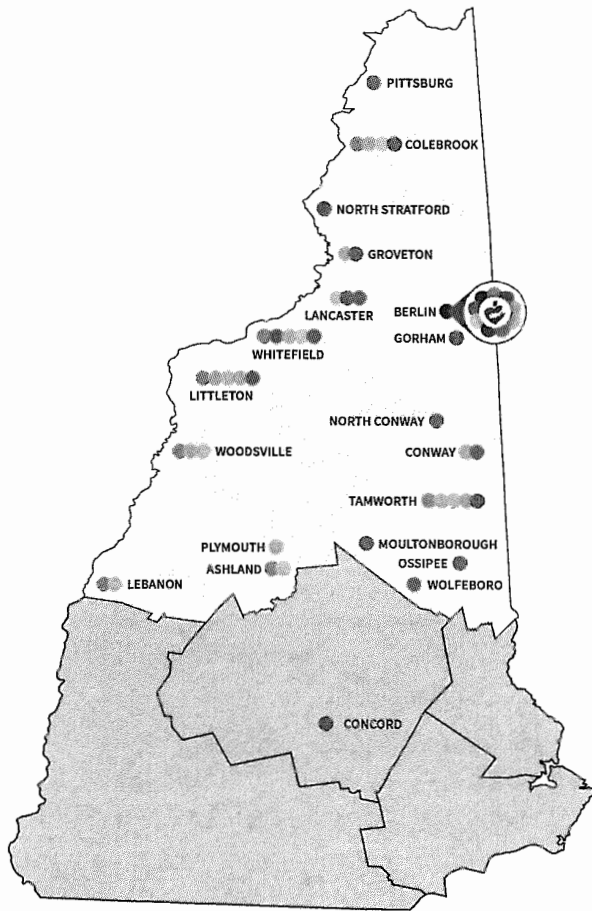 PITTSBURG
COLEBROOK
NORTH STRATFORD
GROVETON
LANCASTER
BERLIN
WHITEFIELD
GORHAM
LITTLETON
NORTH CONWAY
WOODSVILLE
CONWAY
TAMWORTH
PLYMOUTH
MOULTONBOROUGH
ASHLAND
OSSIPEE
LEBANON
WOLFEBORO
CONCORD